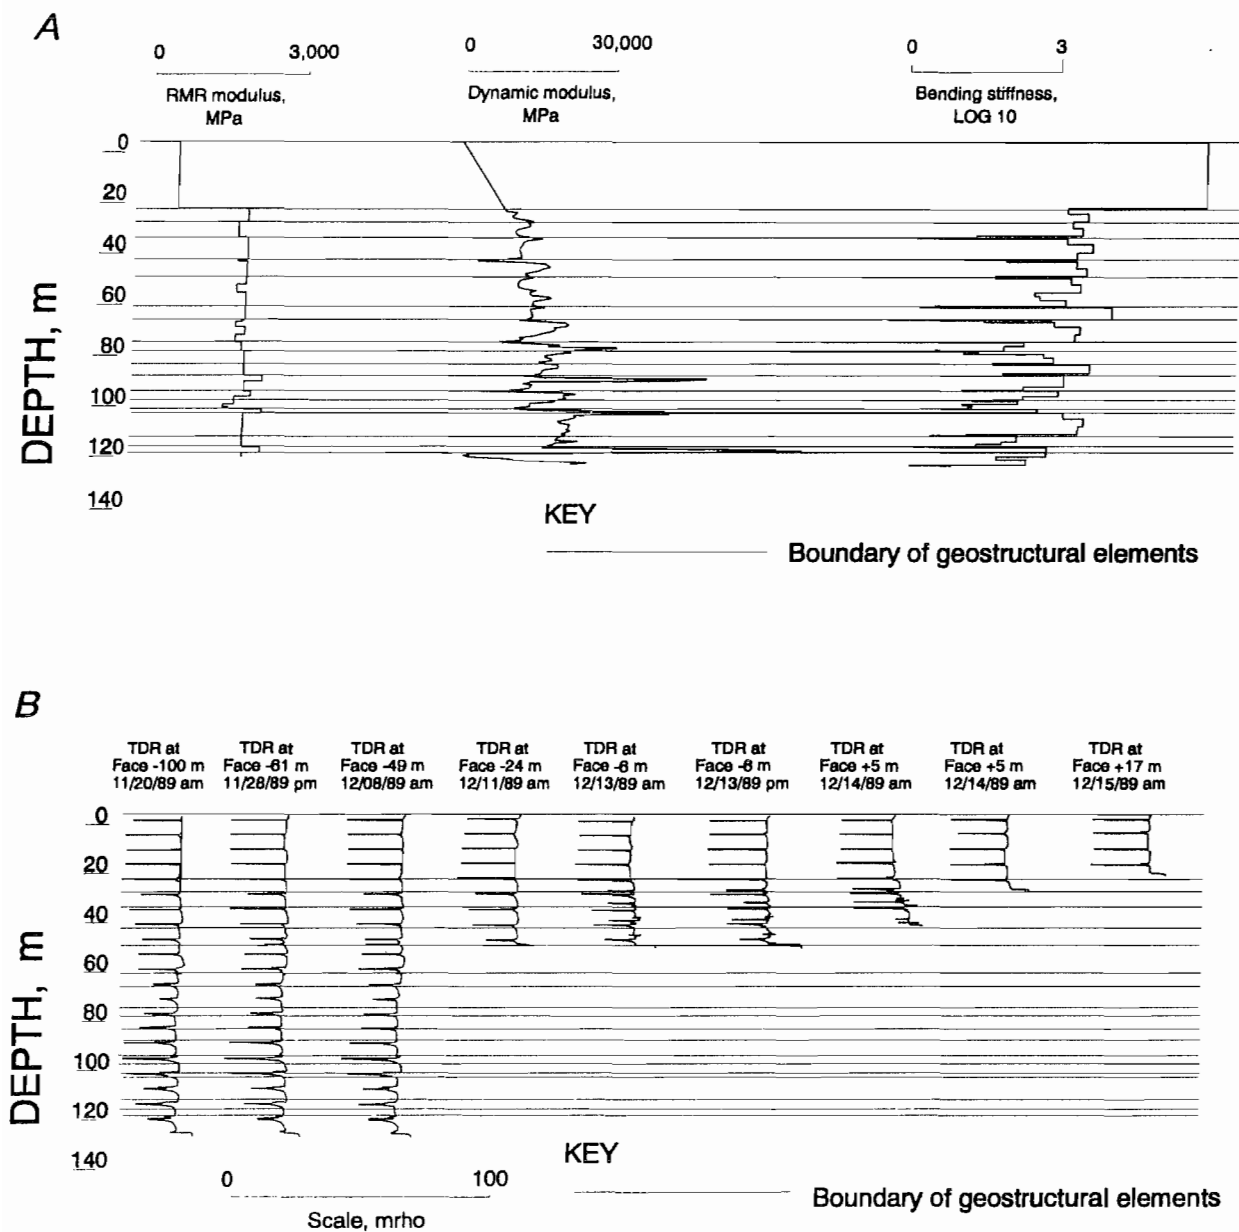 A
0 3,000
RMR modulus,
MPa
0 30,000
Dynamic modulus,
MPa
0 3
Bending stiffness,
LOG 10
DEPTH, m
0
20
40
60
80
100
120
140
KEY
Boundary of geostructural elements
B
TDR at
Face -100 m
11/20/89 am
TDR at
Face -61 m
11/28/89 pm
TDR at
Face -49 m
12/08/89 am
TDR at
Face -24 m
12/11/89 am
TDR at
Face -6 m
12/13/89 am
TDR at
Face -6 m
12/13/89 pm
TDR at
Face +5 m
12/14/89 am
TDR at
Face +5 m
12/14/89 am
TDR at
Face +17 m
12/15/89 am
DEPTH, m
0
20
40
60
80
100
120
140
0 100
Scale, mrho
KEY
Boundary of geostructural elements